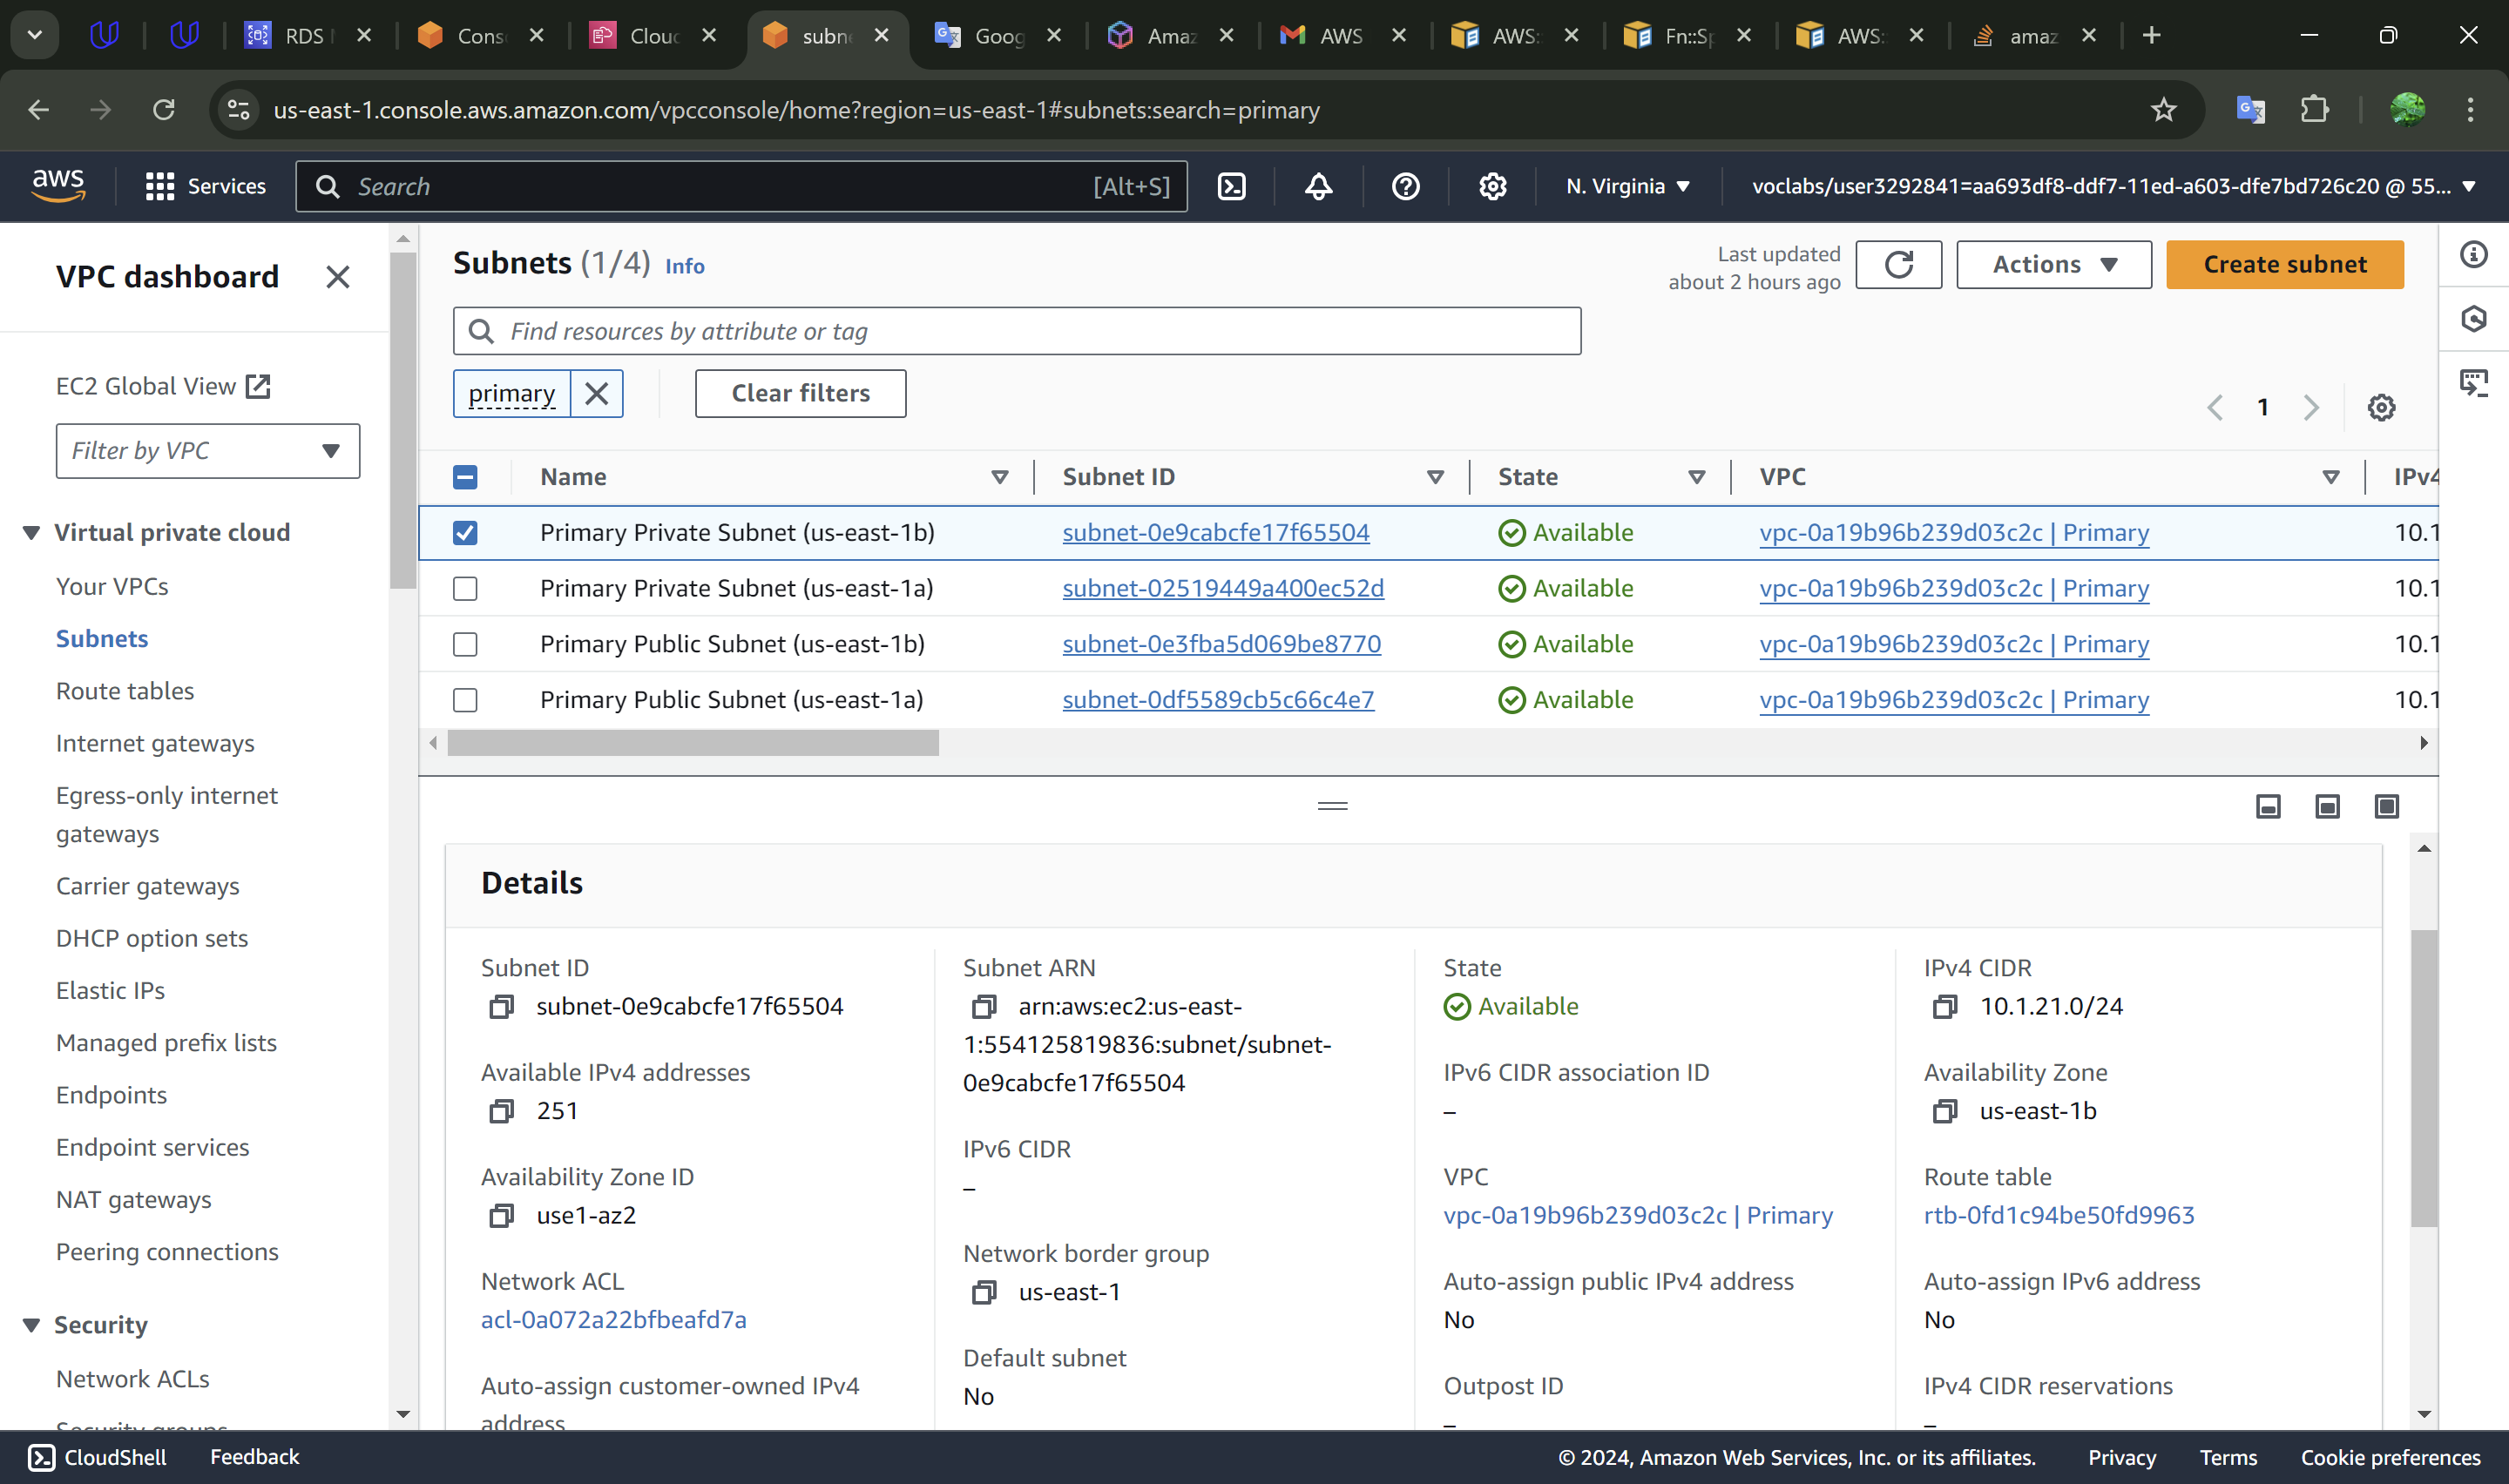 RDS
Cons
Clou
subn
Goog
Amaz
AWS
AWS:
Fn::Sp
AWS:
amaz
us-east-1.console.aws.amazon.com/vpcconsole/home?region=us-east-1#subnets:search=primary
aws
Services
Search
[Alt+S]
N. Virginia
voclabs/user3292841=aa693df8-ddf7-11ed-a603-dfe7bd726c20 @ 55...
VPC dashboard
EC2 Global View
Filter by VPC
Virtual private cloud
Your VPCs
Subnets
Route tables
Internet gateways
Egress-only internet
gateways
Carrier gateways
DHCP option sets
Elastic IPs
Managed prefix lists
Endpoints
Endpoint services
NAT gateways
Peering connections
Security
Network ACLs
Security groups
Subnets (1/4) Info
Last updated
about 2 hours ago
Actions
Create subnet
Find resources by attribute or tag
primary
Clear filters
1
Name Subnet ID State VPC IPv4
Primary Private Subnet (us-east-1b) subnet-0e9cabcfe17f65504 Available vpc-0a19b96b239d03c2c | Primary 10.1
Primary Private Subnet (us-east-1a) subnet-02519449a400ec52d Available vpc-0a19b96b239d03c2c | Primary 10.1
Primary Public Subnet (us-east-1b) subnet-0e3fba5d069be8770 Available vpc-0a19b96b239d03c2c | Primary 10.1
Primary Public Subnet (us-east-1a) subnet-0df5589cb5c66c4e7 Available vpc-0a19b96b239d03c2c | Primary 10.1
Details
Subnet ID
subnet-0e9cabcfe17f65504
Available IPv4 addresses
251
Availability Zone ID
use1-az2
Network ACL
acl-0a072a22bfbeafd7a
Auto-assign customer-owned IPv4
address
Subnet ARN
arn:aws:ec2:us-east-
1:554125819836:subnet/subnet-
0e9cabcfe17f65504
IPv6 CIDR
–
Network border group
us-east-1
Default subnet
No
State
Available
IPv6 CIDR association ID
–
VPC
vpc-0a19b96b239d03c2c | Primary
Auto-assign public IPv4 address
No
Outpost ID
–
IPv4 CIDR
10.1.21.0/24
Availability Zone
us-east-1b
Route table
rtb-0fd1c94be50fd9963
Auto-assign IPv6 address
No
IPv4 CIDR reservations
–
CloudShell
Feedback
© 2024, Amazon Web Services, Inc. or its affiliates.
Privacy
Terms
Cookie preferences